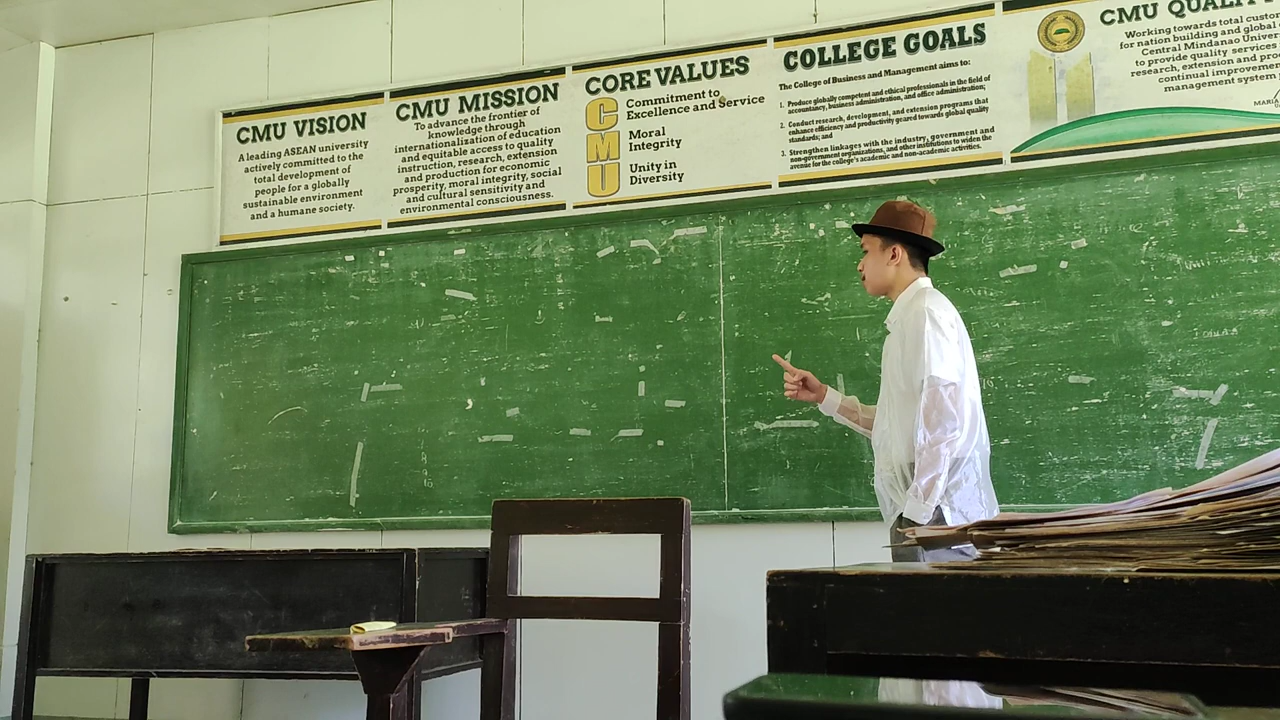 CMU VISION
A leading ASEAN university
actively committed to the
total development of
people for a globally
sustainable environment
and a humane society.
CMU MISSION
To advance the frontier of
knowledge through
internationalization of education
and equitable access to quality
instruction, research, extension
and production for economic
prosperity, moral integrity, social
and cultural sensitivity and
environmental consciousness.
CORE VALUES
C
Commitment to
Excellence and Service
M
Moral
Integrity
U
Unity in
Diversity
COLLEGE GOALS
The College of Business and Management aims to:
1. Produce globally competent and ethical professionals in the field of
accountancy, business administration, and office administration;
2. Conduct research, development, and extension programs that
enhance efficiency and productivity geared towards global quality
standards; and
3. Strengthen linkages with the industry, government and
non-government organizations, and other institutions to widen the
avenue for the college's academic and non-academic activities.
CMU QUALIT
Working towards total custom
for nation building and global
Central Mindanao Univer
to provide quality services
research, extension and pro
continual improveme
management system